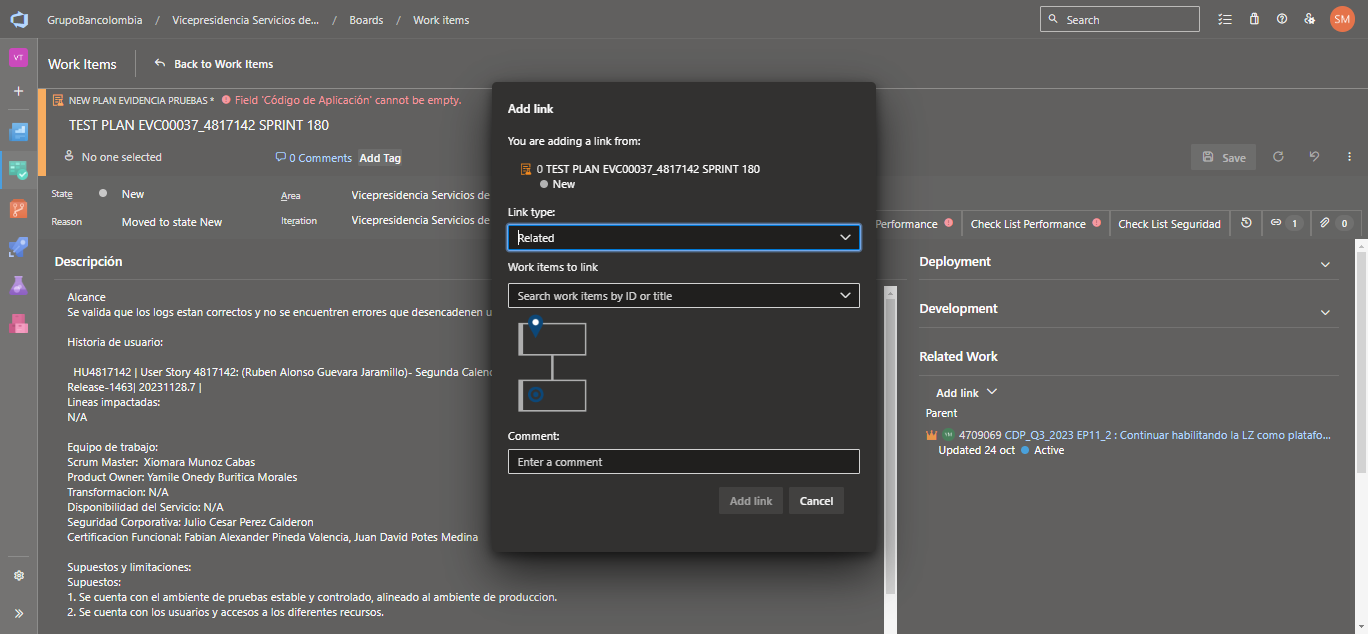 GrupoBancolombia / Vicepresidencia Servicios de... / Boards / Work items
Search
SM
VT
Work Items
Back to Work Items
NEW PLAN EVIDENCIA PRUEBAS * Field 'Código de Aplicación' cannot be empty.
TEST PLAN EVC00037_4817142 SPRINT 180
No one selected
0 Comments
Add Tag
Save
State
New
Area
Vicepresidencia Servicios de
Reason
Moved to state New
Iteration
Vicepresidencia Servicios de
Performance
Check List Performance
Check List Seguridad
1
0
Descripción
Alcance
Se valida que los logs estan correctos y no se encuentren errores que desencadenen u
Historia de usuario:
HU4817142 | User Story 4817142: (Ruben Alonso Guevara Jaramillo)- Segunda Calend
Release-1463| 20231128.7 |
Lineas impactadas:
N/A
Equipo de trabajo:
Scrum Master: Xiomara Munoz Cabas
Product Owner: Yamile Onedy Buritica Morales
Transformacion: N/A
Disponibilidad del Servicio: N/A
Seguridad Corporativa: Julio Cesar Perez Calderon
Certificacion Funcional: Fabian Alexander Pineda Valencia, Juan David Potes Medina
Supuestos y limitaciones:
Supuestos:
1. Se cuenta con el ambiente de pruebas estable y controlado, alineado al ambiente de produccion.
2. Se cuenta con los usuarios y accesos a los diferentes recursos.
Add link
You are adding a link from:
0 TEST PLAN EVC00037_4817142 SPRINT 180
New
Link type:
Related
Work items to link
Search work items by ID or title
Comment:
Enter a comment
Add link
Cancel
Deployment
Development
Related Work
Add link
Parent
YM 4709069 CDP_Q3_2023 EP11_2 : Continuar habilitando la LZ como platafo...
Updated 24 oct Active